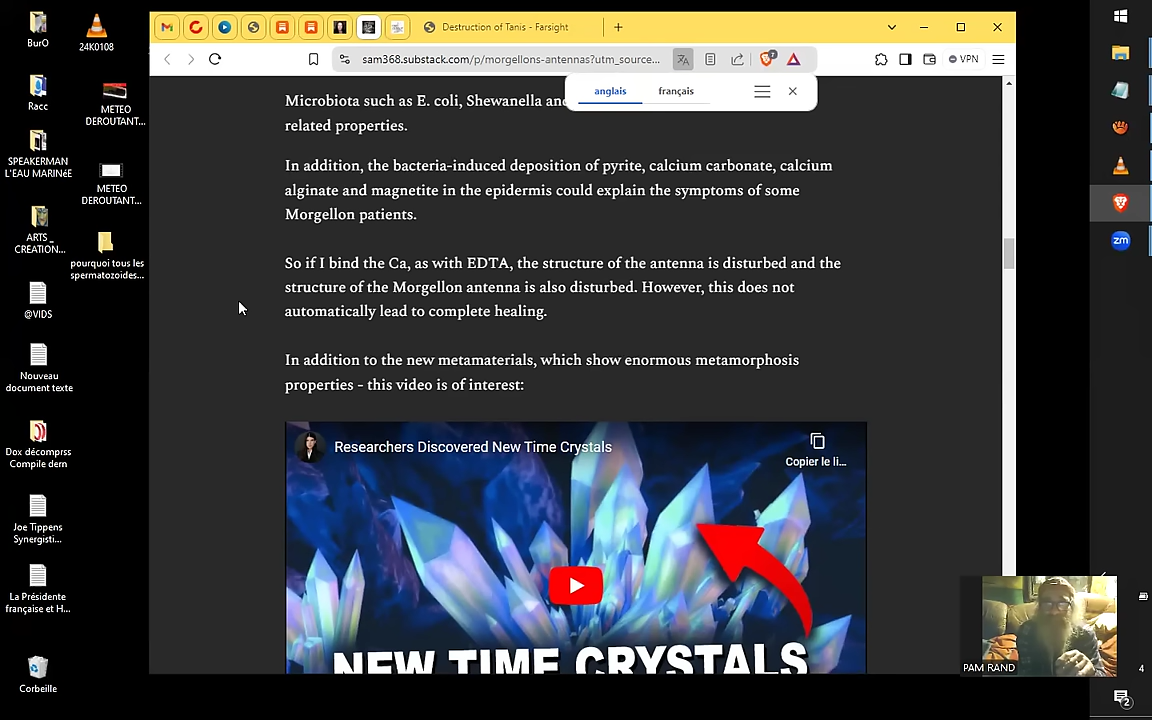 BurO
24K0108
Racc
METEO
DEROUTANT...
SPEAKERMAN
L'EAU MARINéE
METEO
DEROUTANT...
ARTS_
CREATION...
pourquoi tous les
spermatozoides...
@VIDS
Nouveau
document texte
Dox décomprss
Compile dern
Joe Tippens
Synergisti...
La Présidente
française et H...
Corbeille
Destruction of Tanis - Farsight
sam368.substack.com/p/morgellons-antennas?utm_source...
VPN
anglais
français
Microbiota such as E. coli, Shewanella and
related properties.
In addition, the bacteria-induced deposition of pyrite, calcium carbonate, calcium
alginate and magnetite in the epidermis could explain the symptoms of some
Morgellon patients.
So if I bind the Ca, as with EDTA, the structure of the antenna is disturbed and the
structure of the Morgellon antenna is also disturbed. However, this does not
automatically lead to complete healing.
In addition to the new metamaterials, which show enormous metamorphosis
properties - this video is of interest:
Researchers Discovered New Time Crystals
Copier le li...
NEW TIME CRYSTALS
zm
PAM RAND
4
2